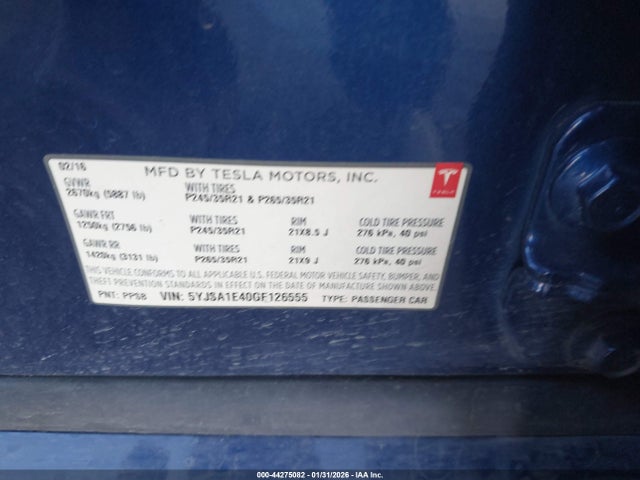 02/16
MFD BY TESLA MOTORS, INC.
TESLA
GVWR WITH TIRES
2670kg (5887 lb) P245/35R21 & P265/35R21
GAWR FRT WITH TIRES RIM COLD TIRE PRESSURE
1250kg (2756 lb) P245/35R21 21X8.5 J 276 kPa, 40 psi
GAWR RR WITH TIRES RIM COLD TIRE PRESSURE
1420kg (3131 lb) P265/35R21 21X9 J 276 kPa, 40 psi
THIS VEHICLE CONFORMS TO ALL APPLICABLE U.S. FEDERAL MOTOR VEHICLE SAFETY, BUMPER, AND
THEFT PREVENTION STANDARDS IN EFFECT ON THE DATE OF MANUFACTURE SHOWN ABOVE.
PNT: PPSB VIN: 5YJSA1E40GF126555 TYPE: PASSENGER CAR
000-44275082 - 01/31/2026 - IAA Inc.